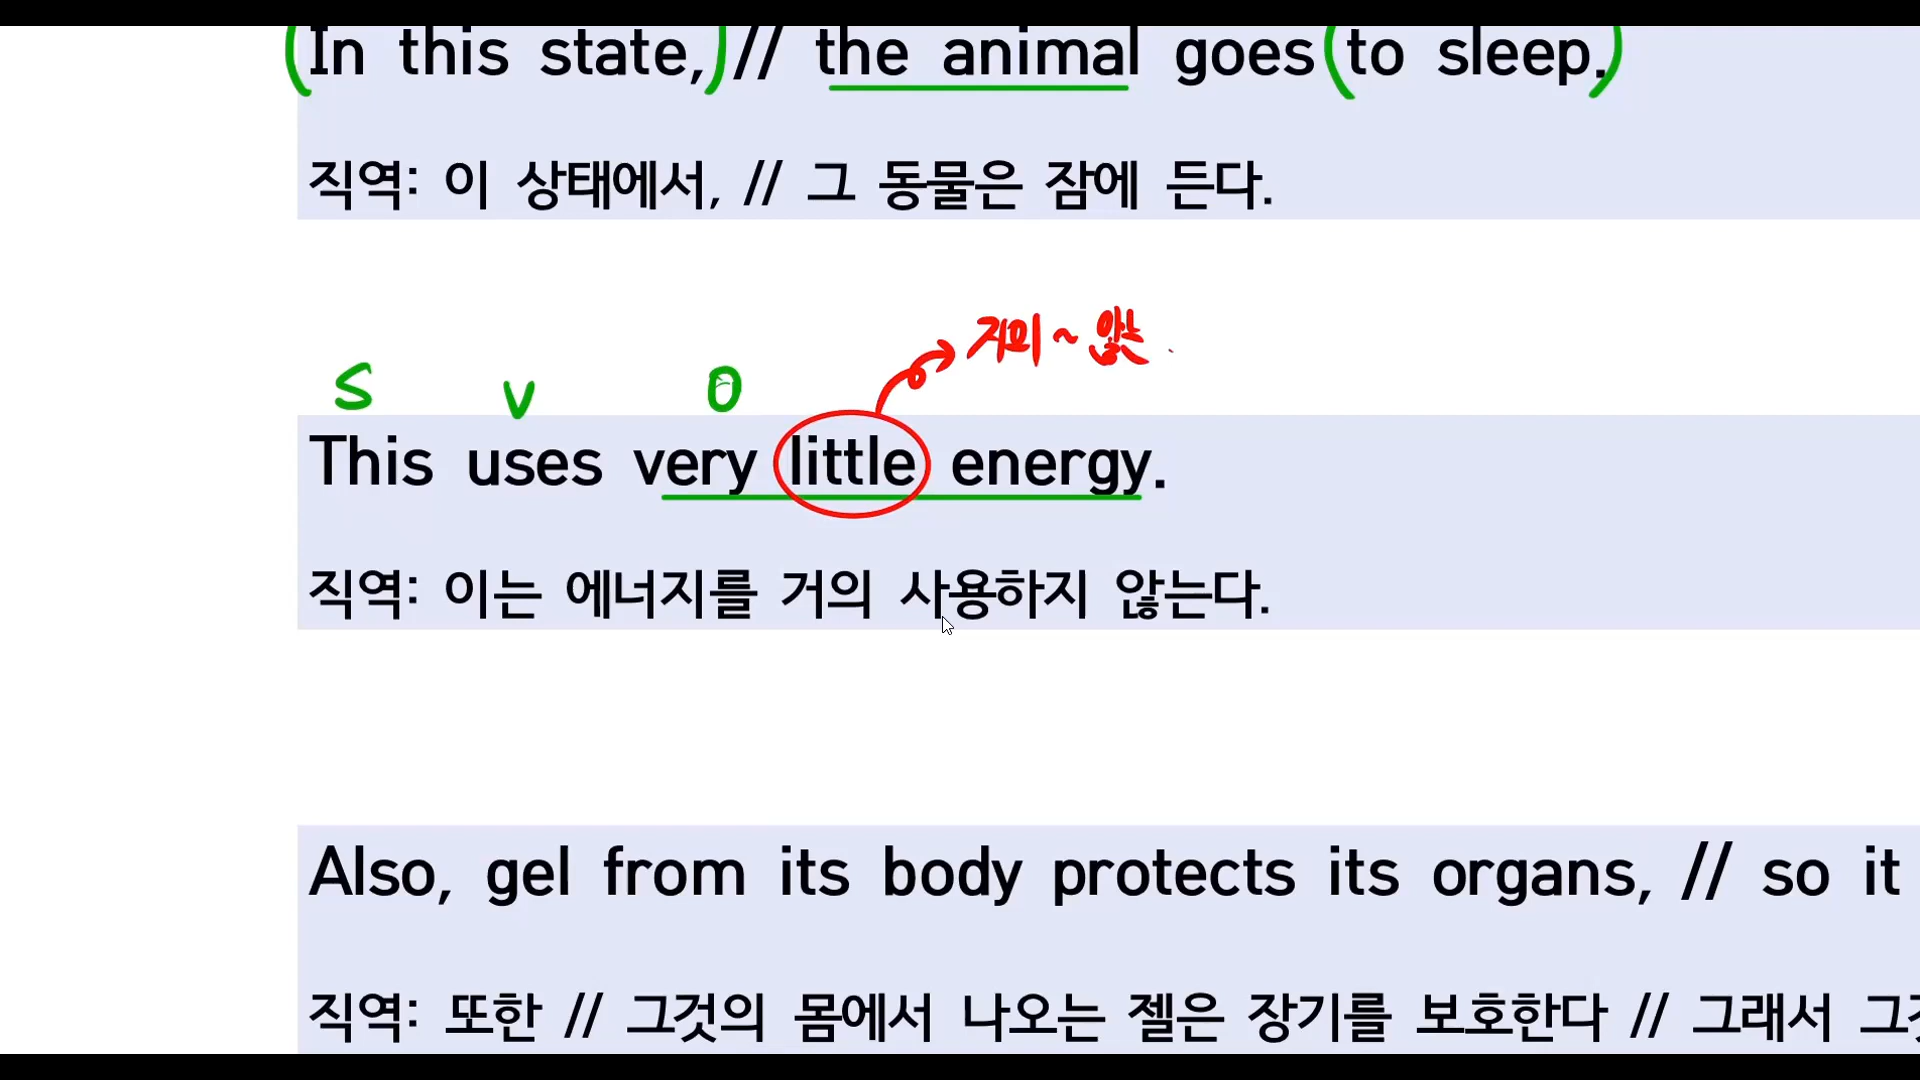 (In this state,) // the animal goes (to sleep.)
직역: 이 상태에서, // 그 동물은 잠에 든다.
거의 ~ 않는
S V O
This uses very little energy.
직역: 이는 에너지를 거의 사용하지 않는다.
Also, gel from its body protects its organs, // so it
직역: 또한 // 그것의 몸에서 나오는 젤은 장기를 보호한다 // 그래서